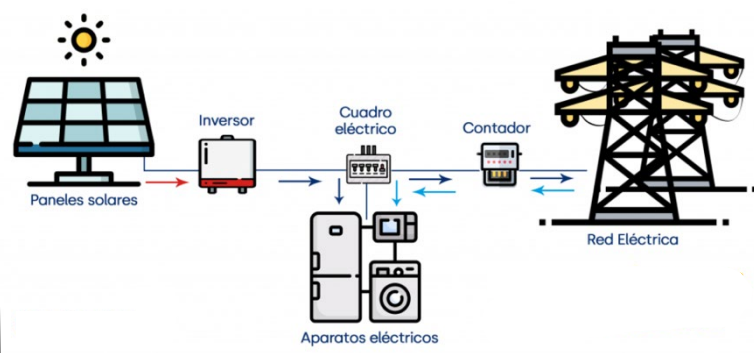 Paneles solares
Inversor
Cuadro
eléctrico
Contador
Red Eléctrica
Aparatos eléctricos